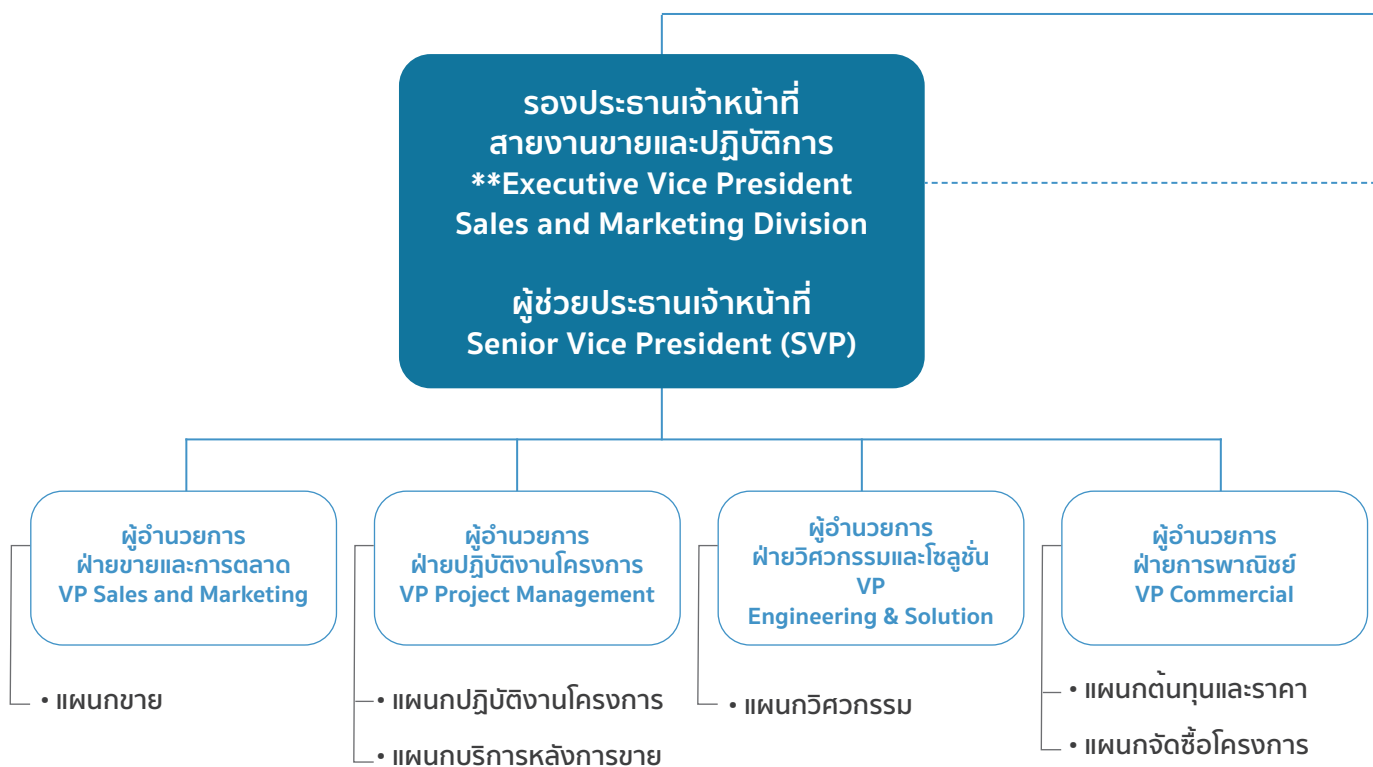 รองประธานเจ้าหน้าที่
สายงานขายและปฏิบัติการ
**Executive Vice President
Sales and Marketing Division
ผู้ช่วยประธานเจ้าหน้าที่
Senior Vice President (SVP)
ผู้อำนวยการ
ฝ่ายขายและการตลาด
VP Sales and Marketing
• แผนกขาย
ผู้อำนวยการ
ฝ่ายปฏิบัติงานโครงการ
VP Project Management
• แผนกปฏิบัติงานโครงการ
• แผนกบริการหลังการขาย
ผู้อำนวยการ
ฝ่ายวิศวกรรมและโซลูชั่น
VP
Engineering & Solution
• แผนกวิศวกรรม
ผู้อำนวยการ
ฝ่ายการพาณิชย์
VP Commercial
• แผนกต้นทุนและราคา
• แผนกจัดซื้อโครงการ